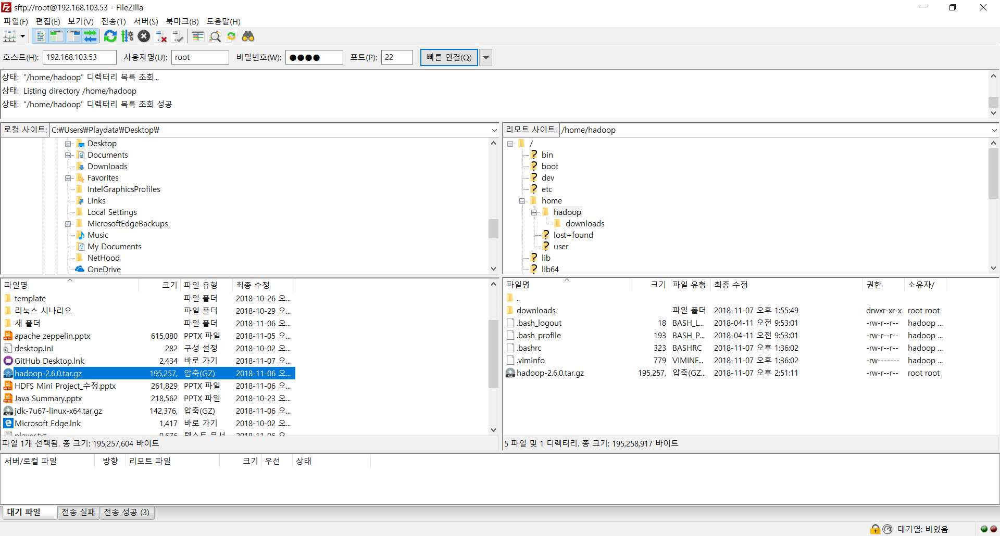 sftp://root@192.168.103.53 - FileZilla
파일(F) 편집(E) 보기(V) 전송(T) 서버(S) 북마크(B) 도움말(H)
호스트(H): 192.168.103.53 사용자명(U): root 비밀번호(W): ●●●● 포트(P): 22 빠른 연결(Q)
상태: "/home/hadoop" 디렉터리 목록 조회...
상태: Listing directory /home/hadoop
상태: "/home/hadoop" 디렉터리 목록 조회 성공
로컬 사이트: C:₩Users₩Playdata₩Desktop₩
Desktop
Documents
Downloads
Favorites
IntelGraphicsProfiles
Links
Local Settings
MicrosoftEdgeBackups
Music
My Documents
NetHood
OneDrive
리모트 사이트: /home/hadoop
/
? bin
? boot
? dev
? etc
home
hadoop
downloads
? lost+found
? user
? lib
? lib64
파일명 크기 파일 유형 최종 수정
template 파일 폴더 2018-10-26 오...
리눅스 시나리오 파일 폴더 2018-10-29 오...
새 폴더 파일 폴더 2018-11-06 오...
apache zeppelin.pptx 615,080 PPTX 파일 2018-11-05 오...
desktop.ini 282 구성 설정 2018-10-02 오...
GitHub Desktop.lnk 2,434 바로 가기 2018-11-07 오...
hadoop-2.6.0.tar.gz 195,257, 압축(GZ) 2018-11-06 오...
HDFS Mini Project_수정.pptx 261,829 PPTX 파일 2018-11-06 오...
Java Summary.pptx 218,562 PPTX 파일 2018-10-23 오...
jdk-7u67-linux-x64.tar.gz 142,376, 압축(GZ) 2018-11-06 오...
Microsoft Edge.lnk 1,417 바로 가기 2018-10-02 오...
player.txt 9,676 텍스트 문서 2018-11-06 오...
파일 1개 선택됨. 총 크기: 195,257,604 바이트
파일명 크기 파일 유형 최종 수정 권한 소유자/
..
downloads 파일 폴더 2018-11-07 오후 1:55:49 drwxr-xr-x root root
.bash_logout 18 BASH_L... 2018-04-11 오전 9:53:01 -rw-r--r-- hadoop ...
.bash_profile 193 BASH_P... 2018-04-11 오전 9:53:01 -rw-r--r-- hadoop ...
.bashrc 323 BASHRC 2018-11-07 오후 1:36:02 -rw-r--r-- hadoop ...
.viminfo 779 VIMINF... 2018-11-07 오후 1:36:02 -rw------- hadoop ...
hadoop-2.6.0.tar.gz 195,257, 압축(GZ... 2018-11-07 오후 2:51:11 -rw-r--r-- root root
5 파일 및 1 디렉터리. 총 크기: 195,258,917 바이트
서버/로컬 파일 방향 리모트 파일 크기 우선 상태
대기 파일 전송 실패 전송 성공 (3)
대기열: 비었음